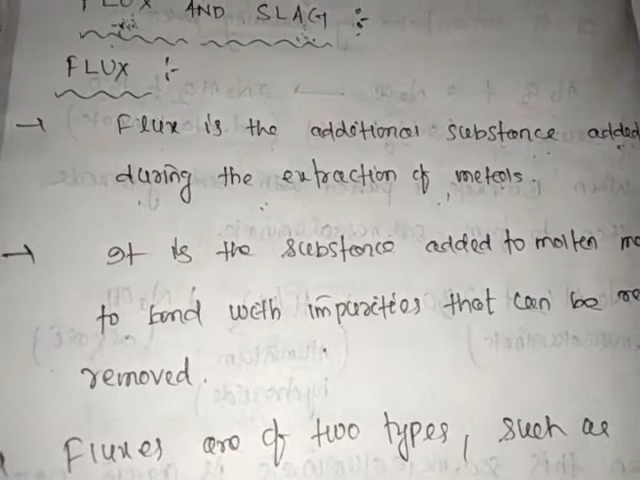 FLUX AND SLAG :-
FLUX :-
→ Flux is the additional substance added
during the extraction of metals.
→ It is the substance added to molten
to bond with impurities that can be
removed.
Fluxes are of two types, such as